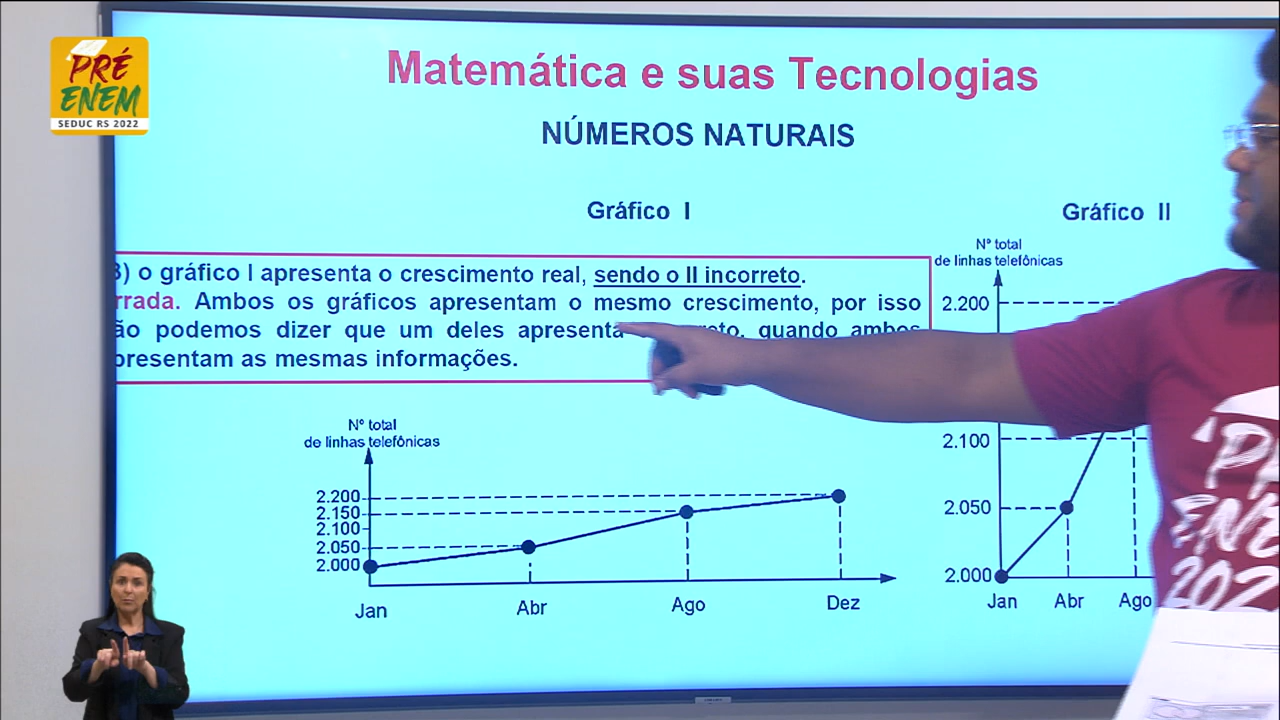 PRÉ
ENEM
SEDUC RS 2022
Matemática e suas Tecnologias
NÚMEROS NATURAIS
Gráfico I
Gráfico II
B) o gráfico I apresenta o crescimento real, sendo o II incorreto.
rrada. Ambos os gráficos apresentam o mesmo crescimento, por isso
ão podemos dizer que um deles apresenta quando ambos
presentam as mesmas informações.
Nº total
de linhas telefônicas
2.200
2.150
2.100
2.050
2.000
Jan Abr Ago Dez
Nº total
de linhas telefônicas
2.200
2.100
2.050
2.000
Jan Abr Ago